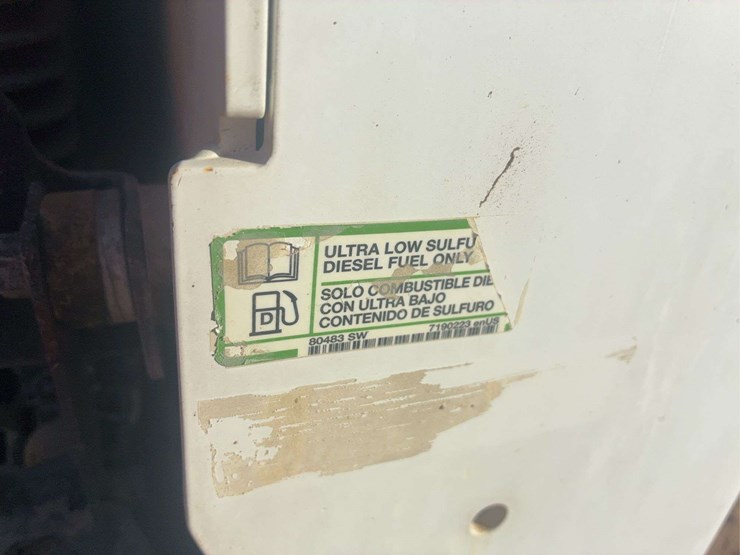 ULTRA LOW SULFU
DIESEL FUEL ONLY
SOLO COMBUSTIBLE DIE
CON ULTRA BAJO
CONTENIDO DE SULFURO
D
80483 SW 7190223 enUS